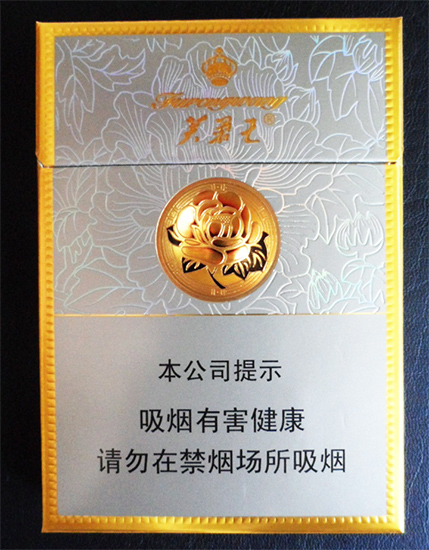 Furongwang
芙蓉王®
本公司提示
吸烟有害健康
请勿在禁烟场所吸烟